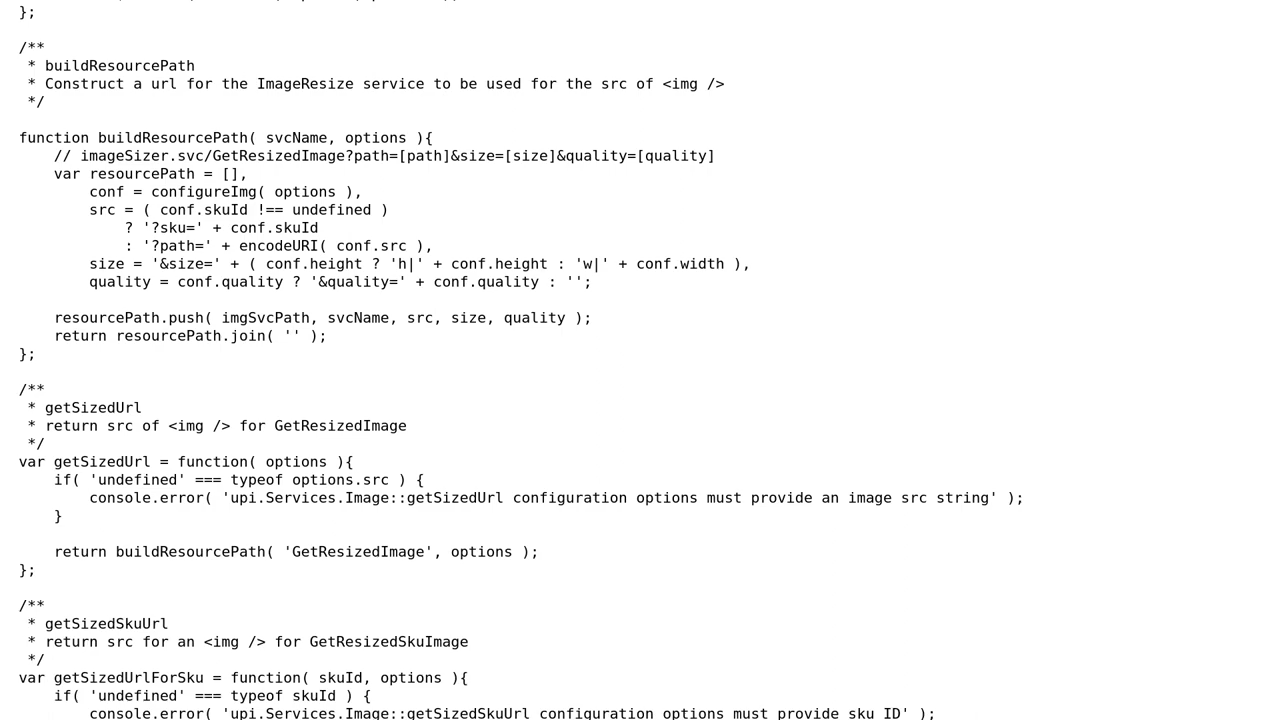 };
/**
 * buildResourcePath
 * Construct a url for the ImageResize service to be used for the src of <img />
 */
function buildResourcePath( svcName, options ){
    // imageSizer.svc/GetResizedImage?path=[path]&size=[size]&quality=[quality]
    var resourcePath = [],
        conf = configureImg( options ),
        src = ( conf.skuId !== undefined )
            ? '?sku=' + conf.skuId
            : '?path=' + encodeURI( conf.src ),
        size = '&size=' + ( conf.height ? 'h|' + conf.height : 'w|' + conf.width ),
        quality = conf.quality ? '&quality=' + conf.quality : '';
    resourcePath.push( imgSvcPath, svcName, src, size, quality );
    return resourcePath.join( '' );
};
/**
 * getSizedUrl
 * return src of <img /> for GetResizedImage
 */
var getSizedUrl = function( options ){
    if( 'undefined' === typeof options.src ) {
        console.error( 'upi.Services.Image::getSizedUrl configuration options must provide an image src string' );
    }
    return buildResourcePath( 'GetResizedImage', options );
};
/**
 * getSizedSkuUrl
 * return src for an <img /> for GetResizedSkuImage
 */
var getSizedUrlForSku = function( skuId, options ){
    if( 'undefined' === typeof skuId ) {
        console.error( 'upi.Services.Image::getSizedSkuUrl configuration options must provide sku ID' );